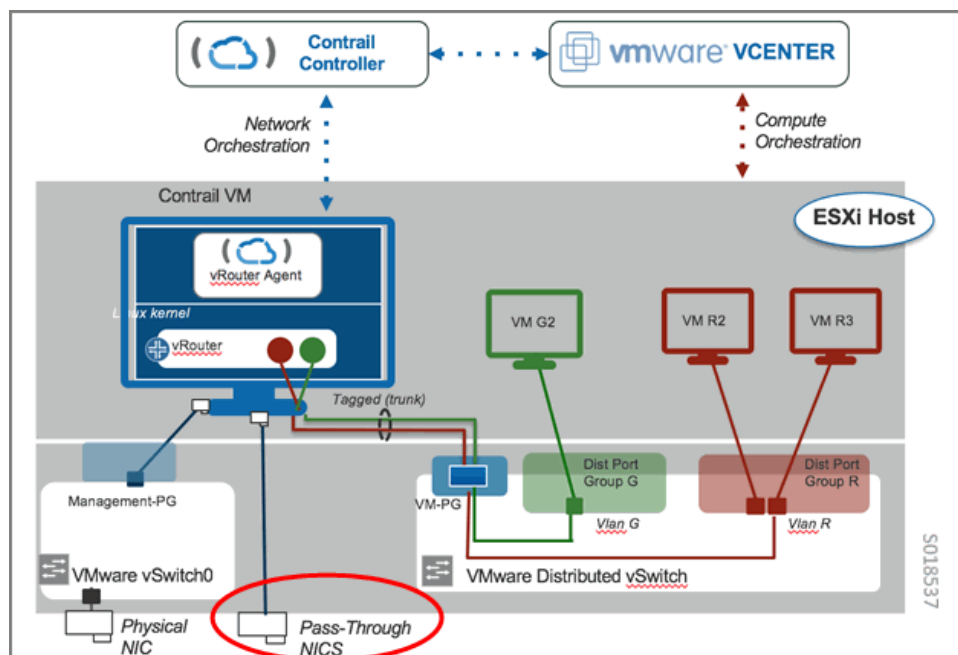 Contrail
Controller
vmware® VCENTER
Network
Orchestration
Compute
Orchestration
Contrail VM
ESXi Host
vRouter Agent
Linux kernel
vRouter
VM G2
VM R2
VM R3
Tagged (trunk)
Dist Port
Group G
Dist Port
Group R
Management-PG
VM-PG
Vlan G
Vlan R
VMware vSwitch0
VMware Distributed vSwitch
Physical
NIC
Pass-Through
NICS
S018537